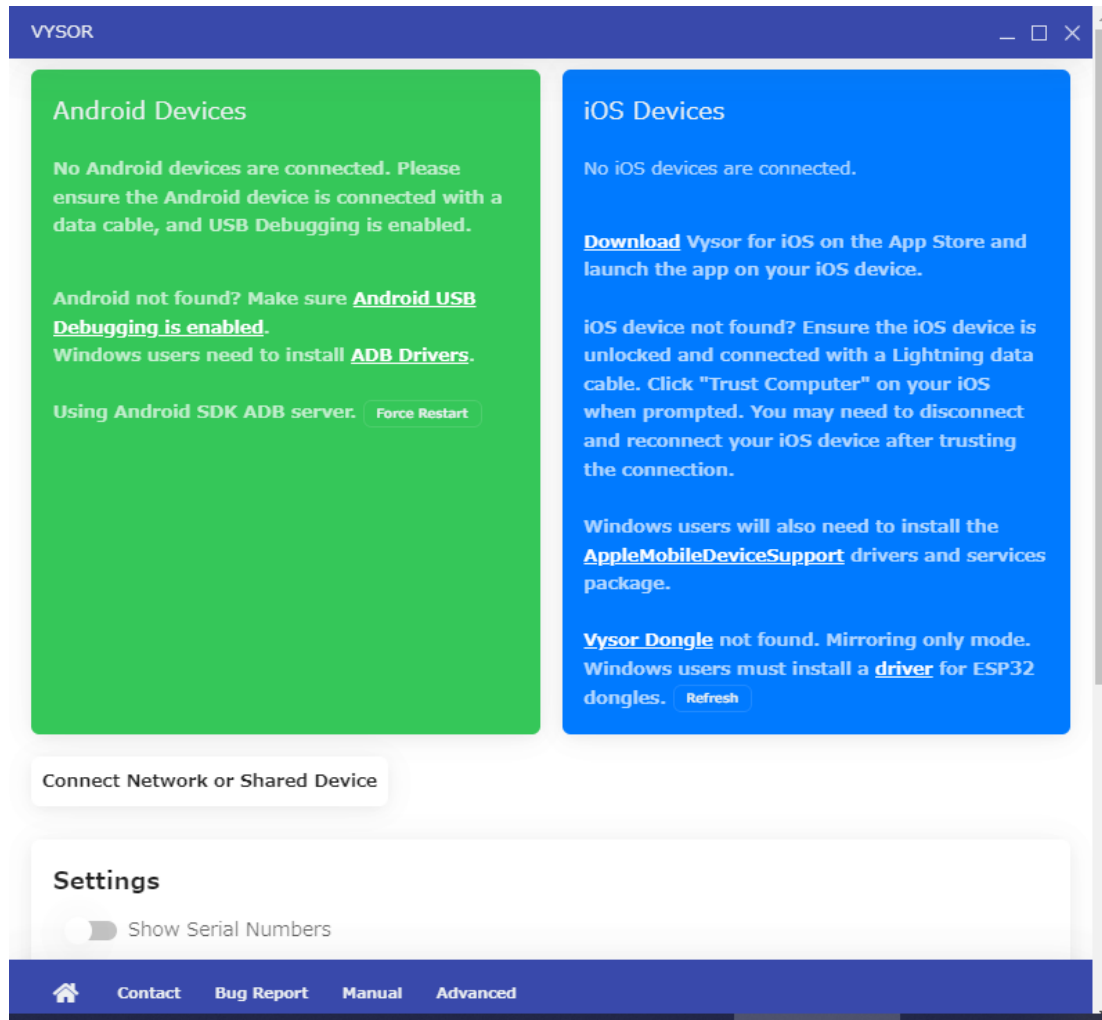 VYSOR
Android Devices
No Android devices are connected. Please
ensure the Android device is connected with a
data cable, and USB Debugging is enabled.
Android not found? Make sure Android USB
Debugging is enabled.
Windows users need to install ADB Drivers.
Using Android SDK ADB server. Force Restart
iOS Devices
No iOS devices are connected.
Download Vysor for iOS on the App Store and
launch the app on your iOS device.
iOS device not found? Ensure the iOS device is
unlocked and connected with a Lightning data
cable. Click "Trust Computer" on your iOS
when prompted. You may need to disconnect
and reconnect your iOS device after trusting
the connection.
Windows users will also need to install the
AppleMobileDeviceSupport drivers and services
package.
Vysor Dongle not found. Mirroring only mode.
Windows users must install a driver for ESP32
dongles. Refresh
Connect Network or Shared Device
Settings
Show Serial Numbers
Contact Bug Report Manual Advanced